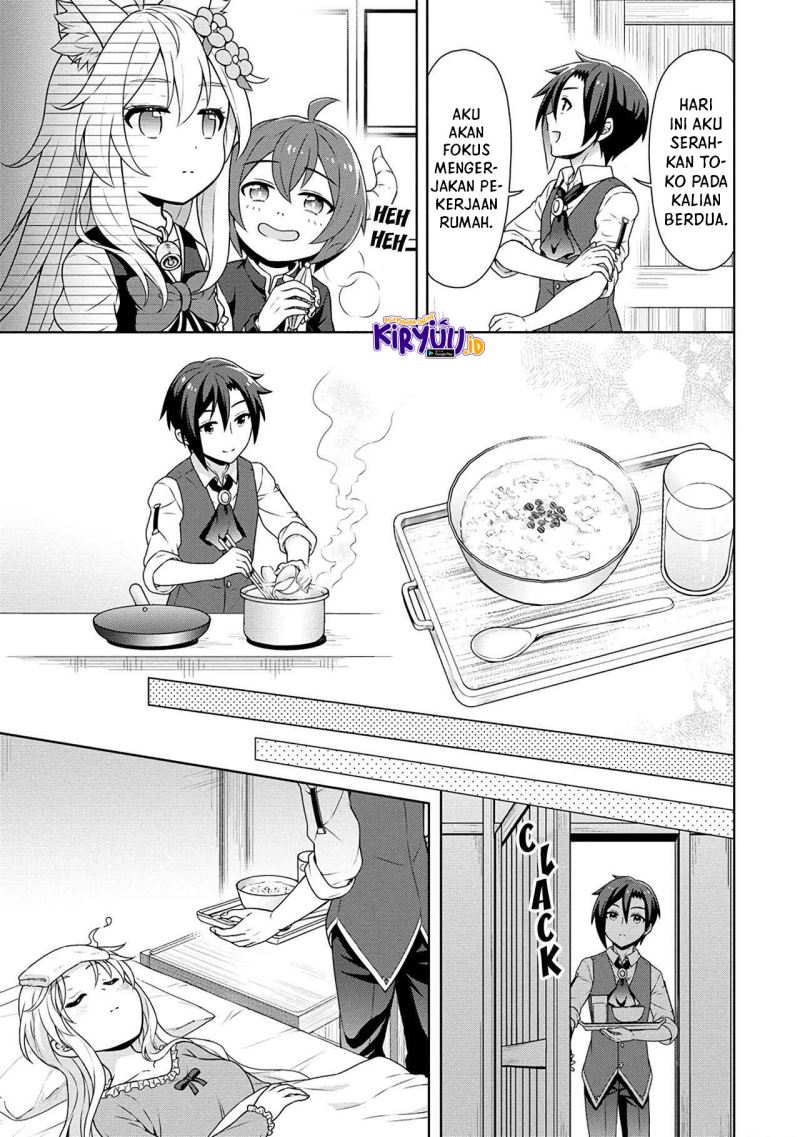 HARI
INI AKU
SERAH-
KAN TO-
KO PADA
KALIAN
BERDUA.
AKU
AKAN
FOKUS
MENGER-
JAKAN PE-
KERJAAN
RUMAH.
HEH
HEH
KIRYUU.ID
CLACK